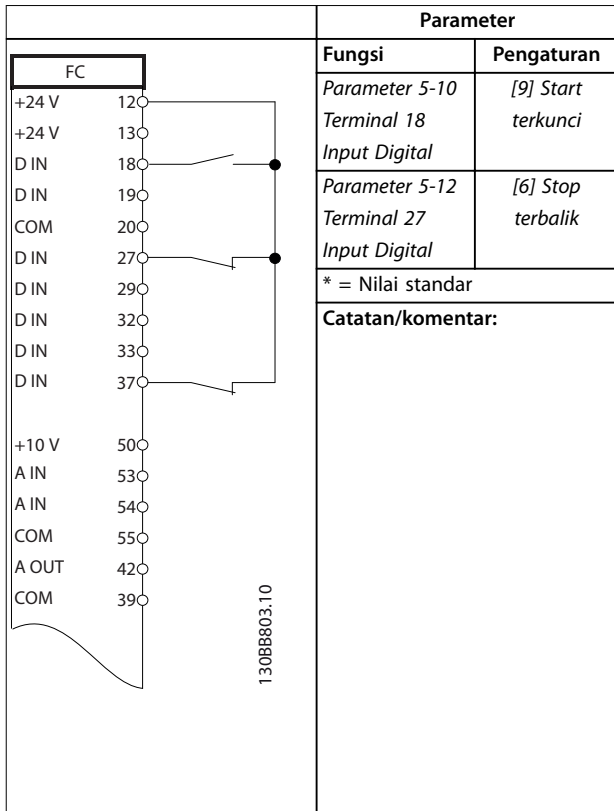 Parameter
Fungsi Pengaturan
Parameter 5-10 [9] Start
Terminal 18 terkunci
Input Digital
Parameter 5-12 [6] Stop
Terminal 27 terbalik
Input Digital
* = Nilai standar
Catatan/komentar:
FC
+24 V 12
+24 V 13
D IN 18
D IN 19
COM 20
D IN 27
D IN 29
D IN 32
D IN 33
D IN 37
+10 V 50
A IN 53
A IN 54
COM 55
A OUT 42
COM 39
130BB803.10